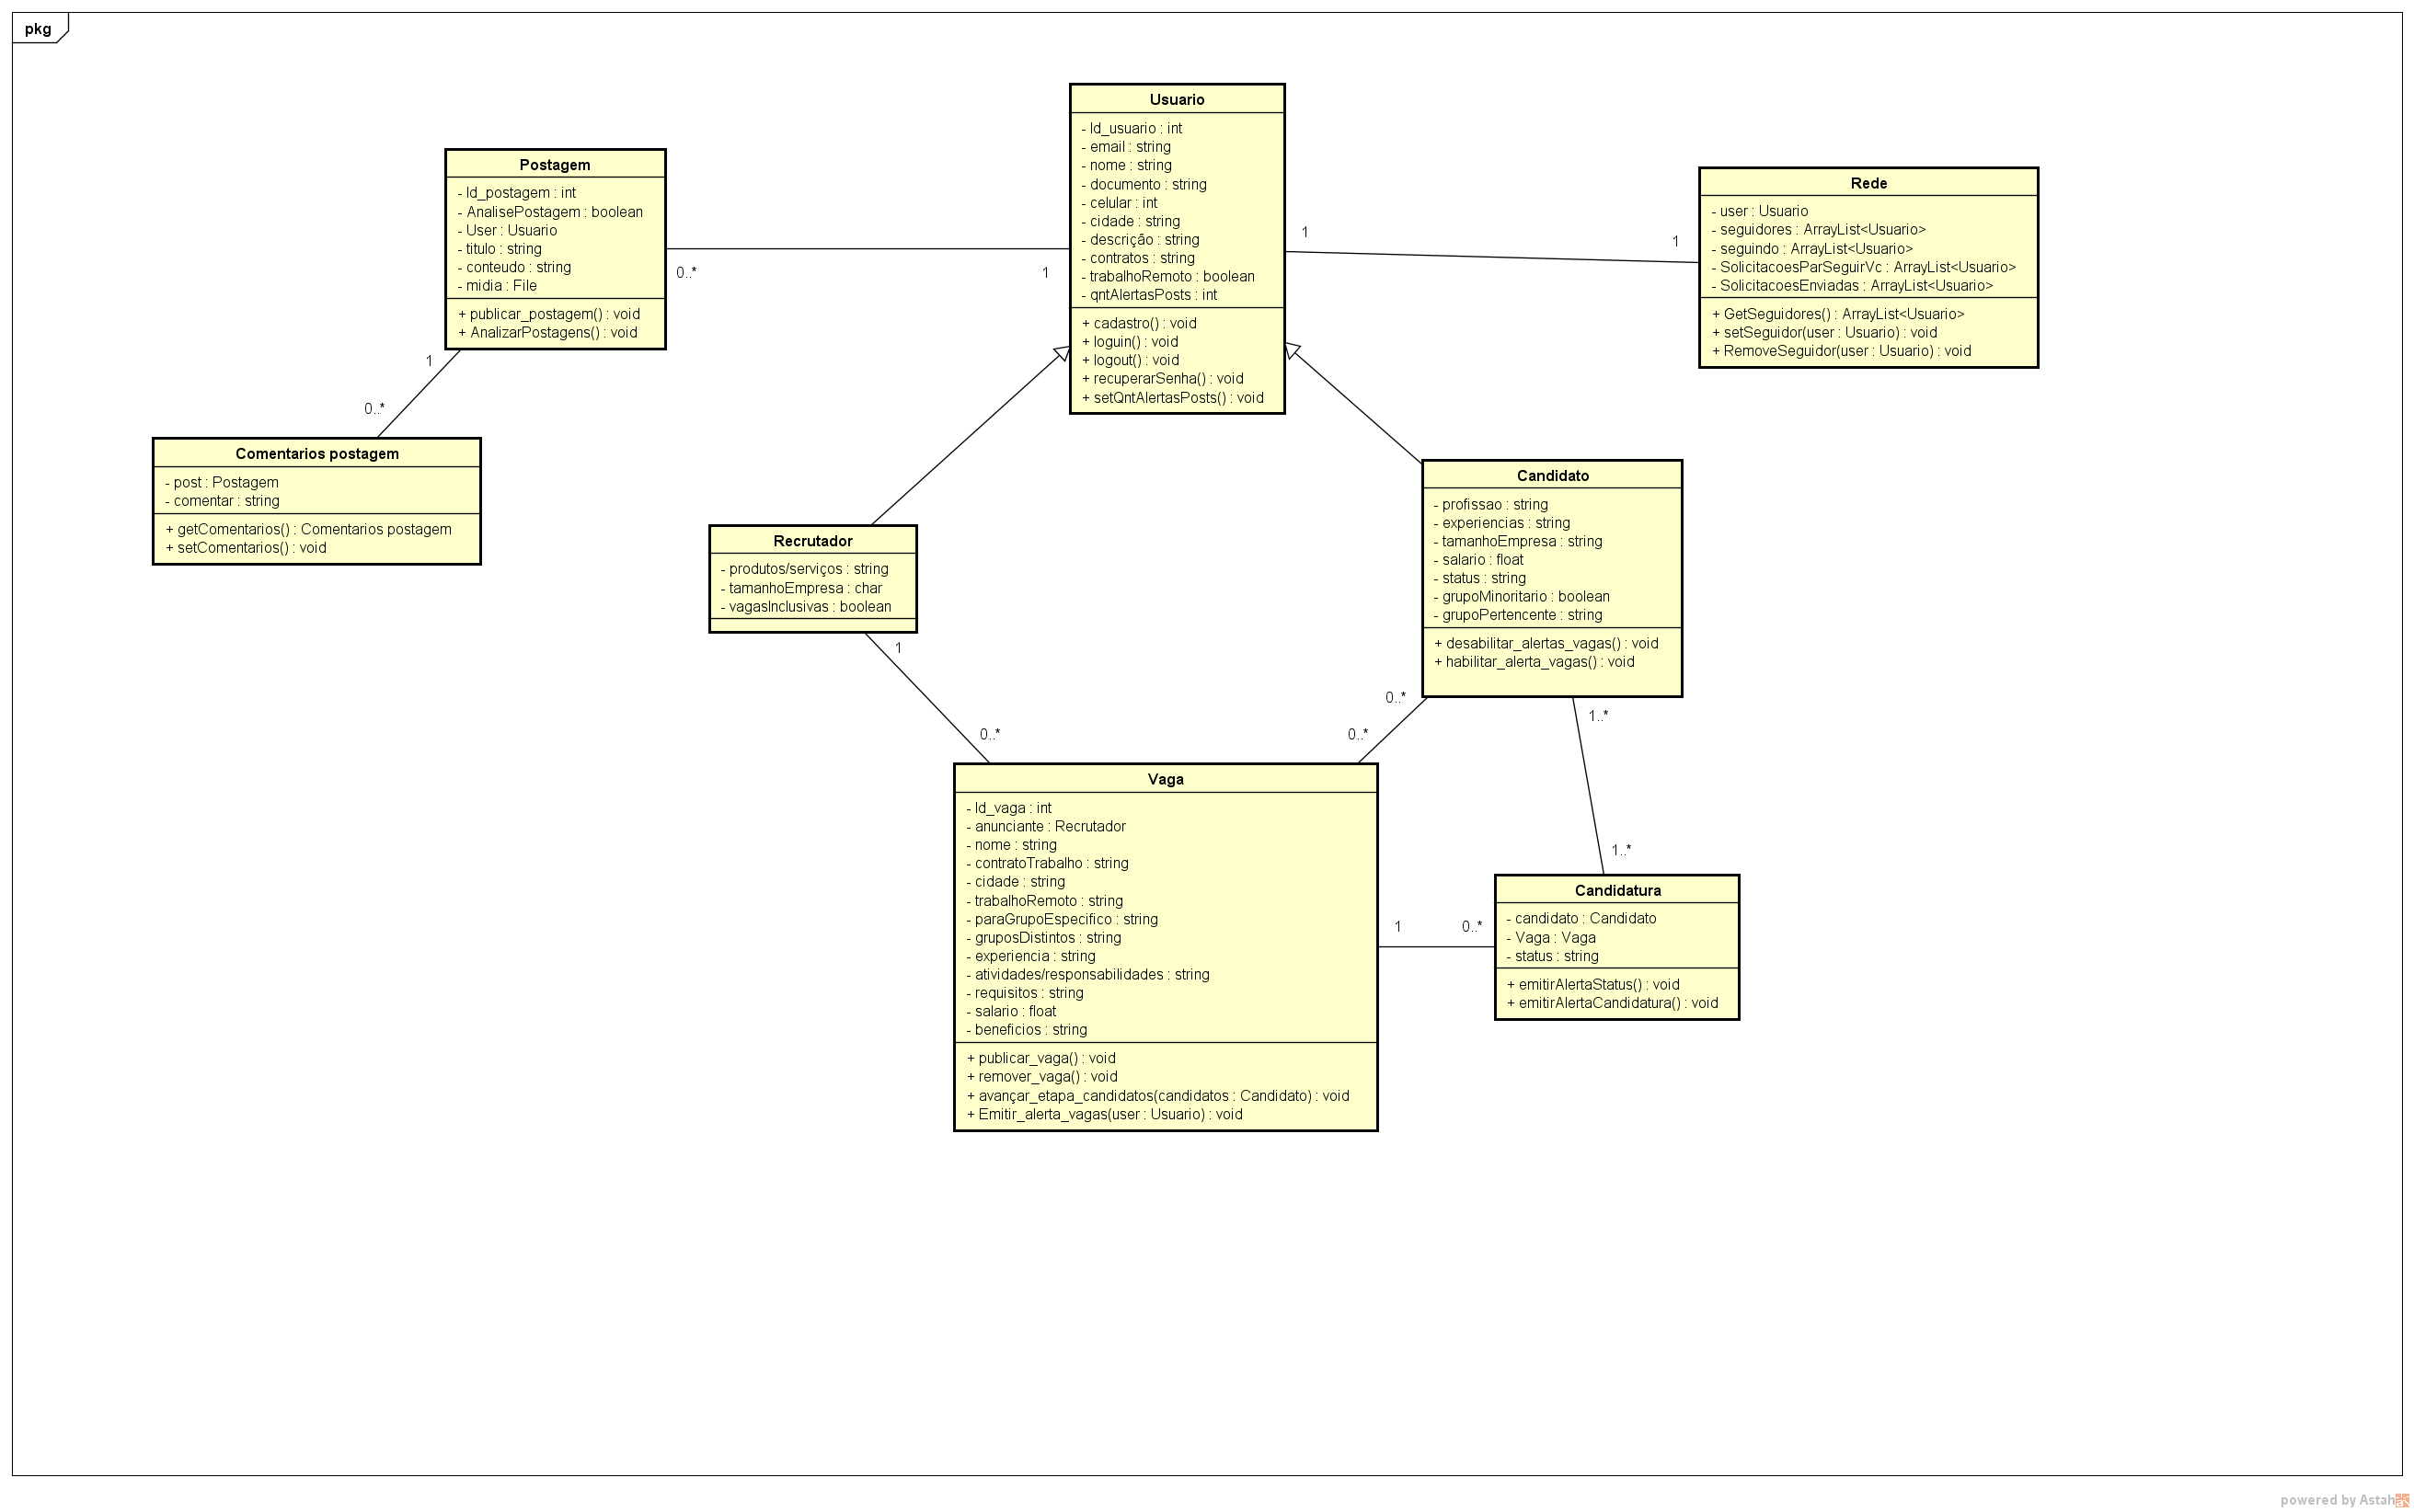 pkg
Usuario
- Id_usuario : int
- email : string
- nome : string
- documento : string
- celular : int
- cidade : string
- descrição : string
- contratos : string
- trabalhoRemoto : boolean
- qntAlertasPosts : int
+ cadastro() : void
+ loguin() : void
+ logout() : void
+ recuperarSenha() : void
+ setQntAlertasPosts() : void
Postagem
- Id_postagem : int
- AnalisePostagem : boolean
- User : Usuario
- titulo : string
- conteudo : string
- midia : File
+ publicar_postagem() : void
+ AnalizarPostagens() : void
0..*
1
1
1
Rede
- user : Usuario
- seguidores : ArrayList<Usuario>
- seguindo : ArrayList<Usuario>
- SolicitacoesParSeguirVc : ArrayList<Usuario>
- SolicitacoesEnviadas : ArrayList<Usuario>
+ GetSeguidores() : ArrayList<Usuario>
+ setSeguidor(user : Usuario) : void
+ RemoveSeguidor(user : Usuario) : void
1
0..*
Comentarios postagem
- post : Postagem
- comentar : string
+ getComentarios() : Comentarios postagem
+ setComentarios() : void
Recrutador
- produtos/serviços : string
- tamanhoEmpresa : char
- vagasInclusivas : boolean
Candidato
- profissao : string
- experiencias : string
- tamanhoEmpresa : string
- salario : float
- status : string
- grupoMinoritario : boolean
- grupoPertencente : string
+ desabilitar_alertas_vagas() : void
+ habilitar_alerta_vagas() : void
1
0..*
0..*
0..*
1..*
1..*
Vaga
- Id_vaga : int
- anunciante : Recrutador
- nome : string
- contratoTrabalho : string
- cidade : string
- trabalhoRemoto : string
- paraGrupoEspecifico : string
- gruposDistintos : string
- experiencia : string
- atividades/responsabilidades : string
- requisitos : string
- salario : float
- beneficios : string
+ publicar_vaga() : void
+ remover_vaga() : void
+ avançar_etapa_candidatos(candidatos : Candidato) : void
+ Emitir_alerta_vagas(user : Usuario) : void
1
0..*
Candidatura
- candidato : Candidato
- Vaga : Vaga
- status : string
+ emitirAlertaStatus() : void
+ emitirAlertaCandidatura() : void
powered by Astah